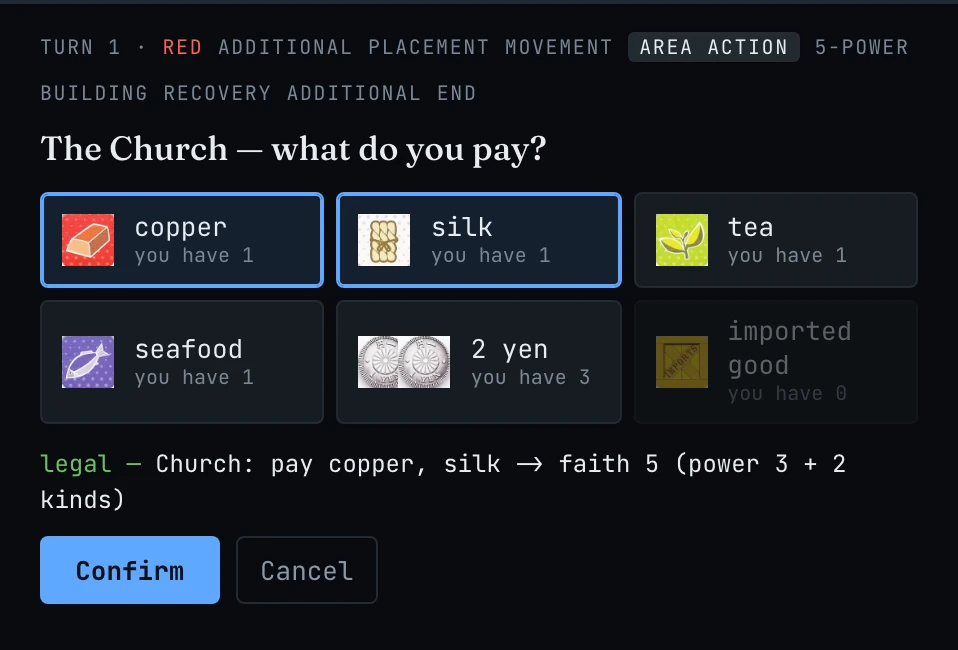 TURN 1 · RED ADDITIONAL PLACEMENT MOVEMENT AREA ACTION 5-POWER
BUILDING RECOVERY ADDITIONAL END
The Church — what do you pay?
copper
you have 1
silk
you have 1
tea
you have 1
seafood
you have 1
2 yen
you have 3
IMPORTS
imported
good
you have 0
legal — Church: pay copper, silk → faith 5 (power 3 + 2
kinds)
Confirm
Cancel